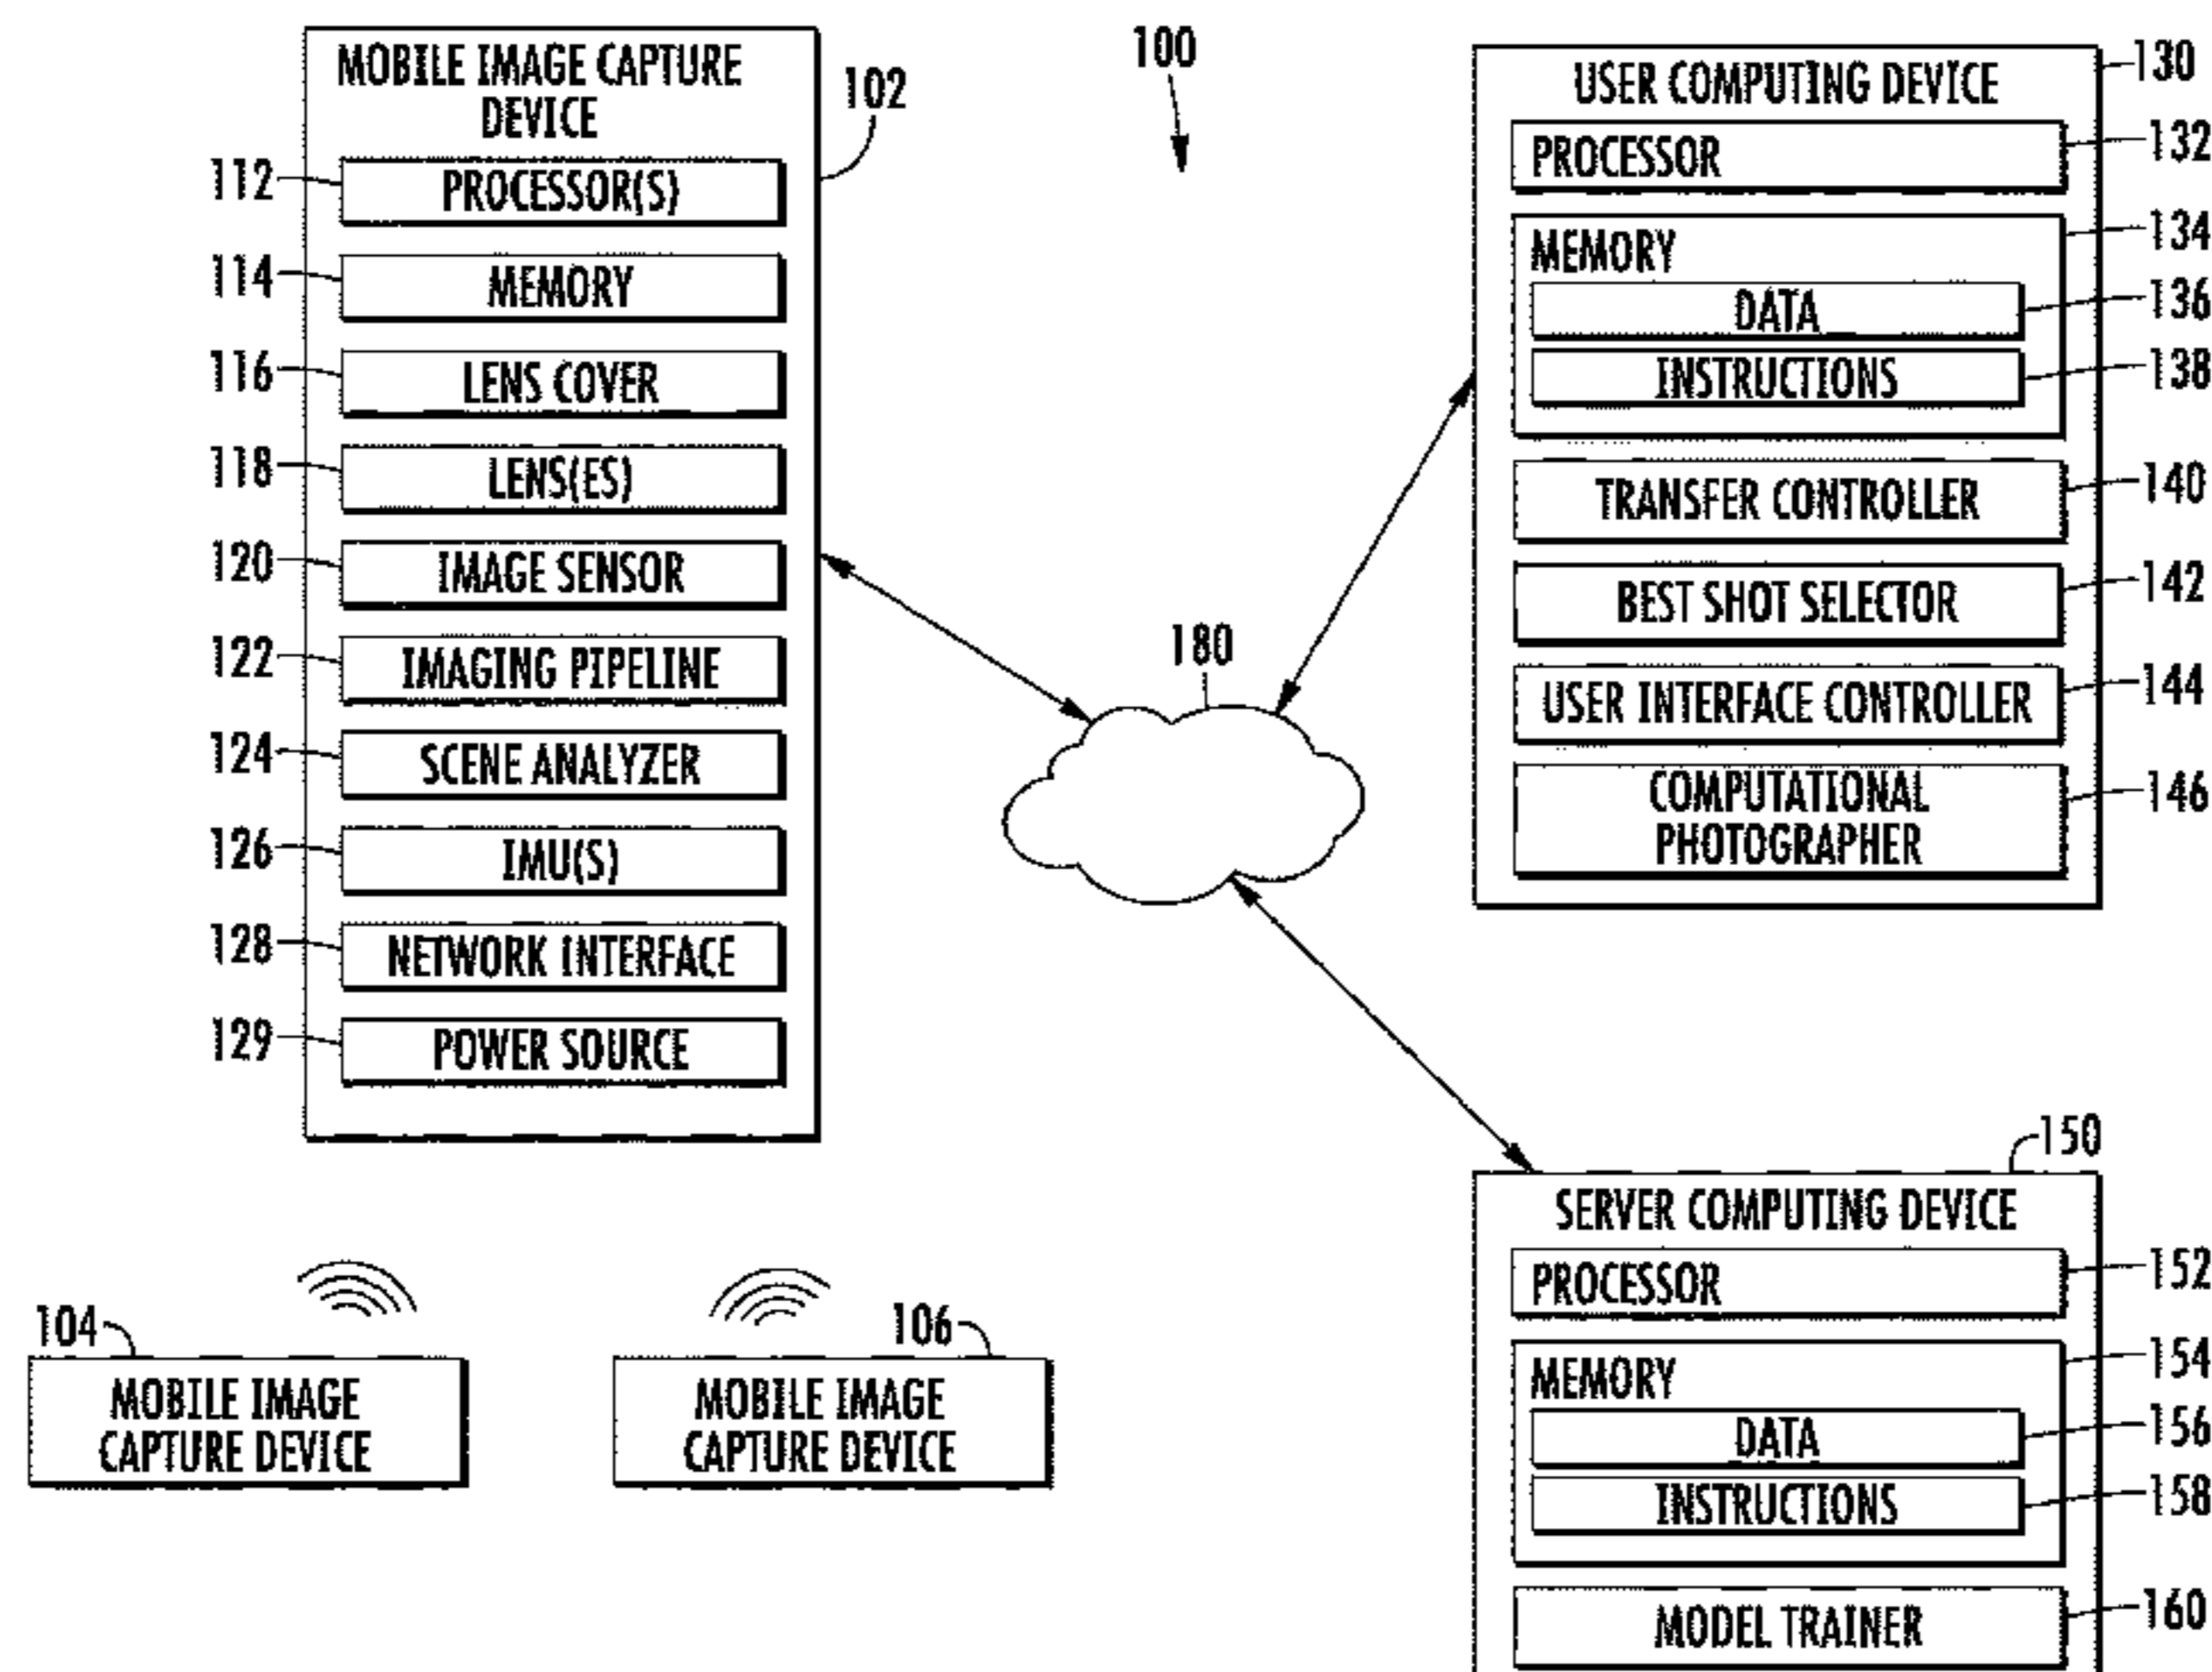 MOBILE IMAGE CAPTURE
DEVICE
102
112
PROCESSOR(S)
114
MEMORY
116
LENS COVER
118
LENS(ES)
120
IMAGE SENSOR
122
IMAGING PIPELINE
124
SCENE ANALYZER
126
IMU(S)
128
NETWORK INTERFACE
129
POWER SOURCE
100
180
USER COMPUTING DEVICE
130
PROCESSOR
132
MEMORY
134
DATA
136
INSTRUCTIONS
138
TRANSFER CONTROLLER
140
BEST SHOT SELECTOR
142
USER INTERFACE CONTROLLER
144
COMPUTATIONAL
PHOTOGRAPHER
146
104
MOBILE IMAGE
CAPTURE DEVICE
106
MOBILE IMAGE
CAPTURE DEVICE
150
SERVER COMPUTING DEVICE
PROCESSOR
152
MEMORY
154
DATA
156
INSTRUCTIONS
158
MODEL TRAINER
160